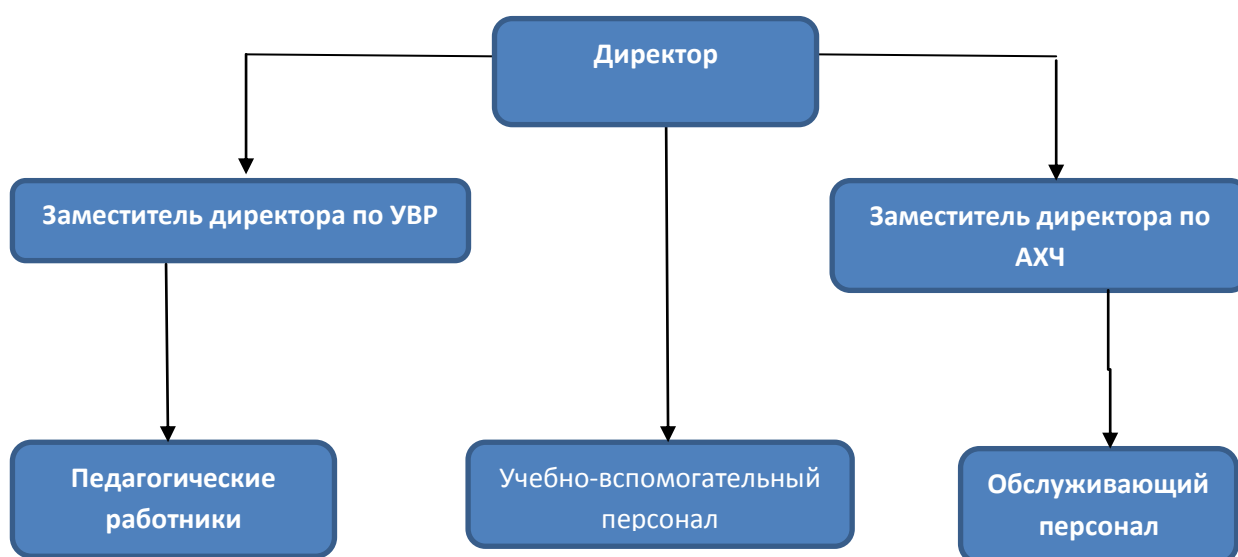 Директор
Заместитель директора по УВР
Заместитель директора по
АХЧ
Педагогические
работники
Учебно-вспомогательный
персонал
Обслуживающий
персонал